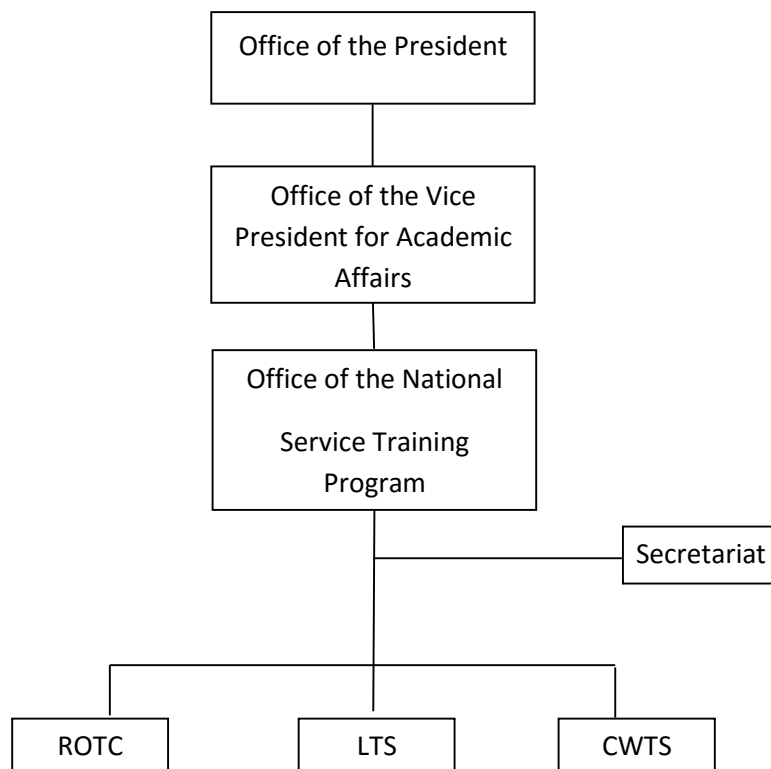 Office of the President
Office of the Vice
President for Academic
Affairs
Office of the National
Service Training
Program
Secretariat
ROTC
LTS
CWTS